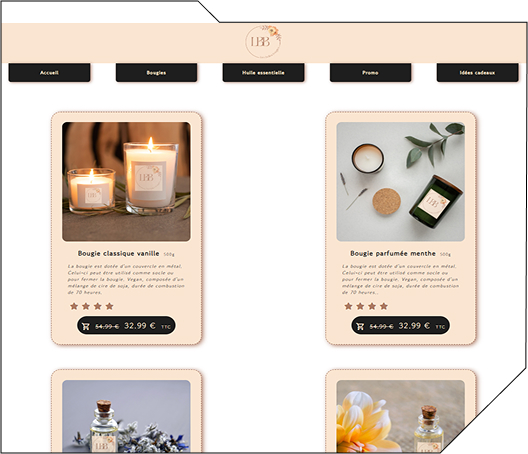 LBB
Accueil
Bougies
Huile essentielle
Promo
Idées cadeaux
LBB
LBB
Bougie classique vanille 500g
La bougie est dotée d'un couvercle en métal.
Celui-ci peut être utilisé comme socle ou
pour fermer la bougie. Vegan, composée d'un
mélange de cire de soja, durée de combustion
de 70 heures.
54,99 € 32,99 € TTC
Bougie parfumée menthe 500g
La bougie est dotée d'un couvercle en métal.
Celui-ci peut être utilisé comme socle ou
pour fermer la bougie. Vegan, composée d'un
mélange de cire de soja, durée de combustion
de 70 heures.
54,99 € 32,99 € TTC